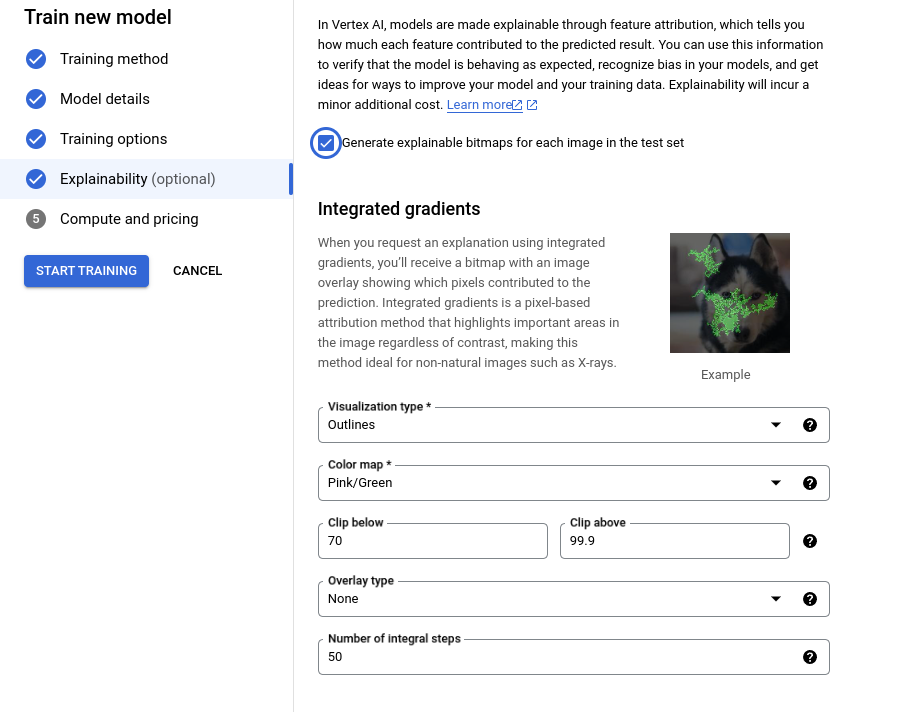 Train new model
Training method
Model details
Training options
Explainability (optional)
5 Compute and pricing
START TRAINING CANCEL
In Vertex AI, models are made explainable through feature attribution, which tells you
how much each feature contributed to the predicted result. You can use this information
to verify that the model is behaving as expected, recognize bias in your models, and get
ideas for ways to improve your model and your training data. Explainability will incur a
minor additional cost. Learn more
Generate explainable bitmaps for each image in the test set
Integrated gradients
When you request an explanation using integrated
gradients, you’ll receive a bitmap with an image
overlay showing which pixels contributed to the
prediction. Integrated gradients is a pixel-based
attribution method that highlights important areas in
the image regardless of contrast, making this
method ideal for non-natural images such as X-rays.
Example
Visualization type *
Outlines
Color map *
Pink/Green
Clip below
70
Clip above
99.9
Overlay type
None
Number of integral steps
50